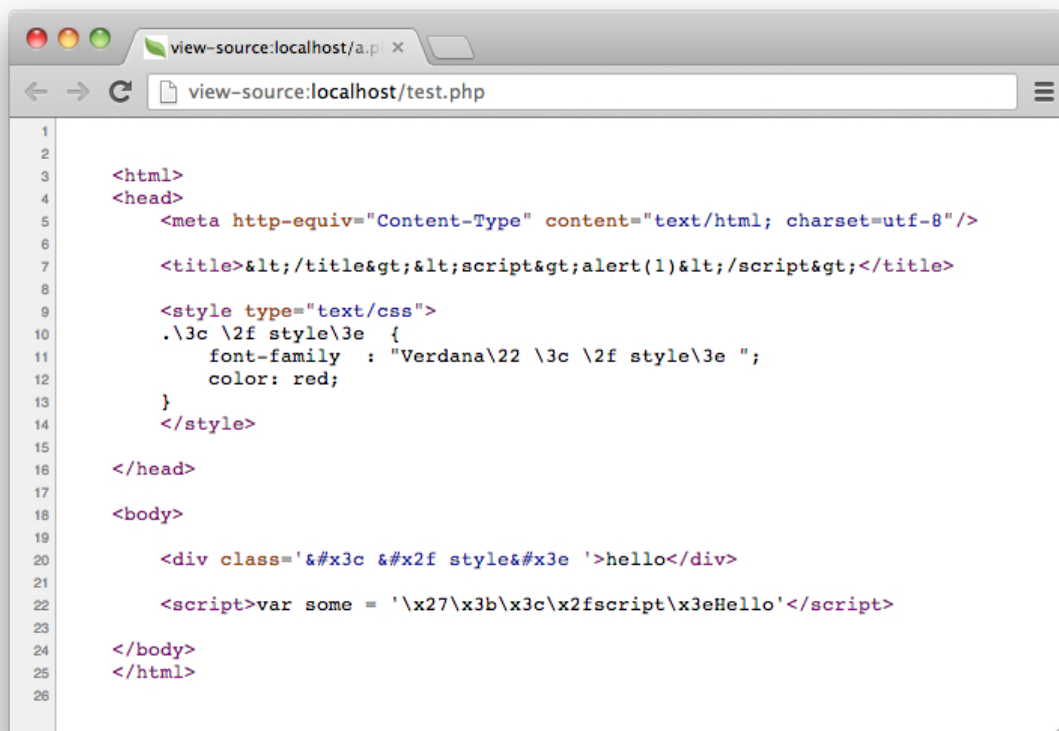 view-source:localhost/a.p
view-source:localhost/test.php
1
2
3 <html>
4 <head>
5 <meta http-equiv="Content-Type" content="text/html; charset=utf-8"/>
6
7 <title>&lt;/title&gt;&lt;script&gt;alert(1)&lt;/script&gt;</title>
8
9 <style type="text/css">
10 .\3c \2f style\3e  {
11 font-family  : "Verdana\22 \3c \2f style\3e ";
12 color: red;
13 }
14 </style>
15
16 </head>
17
18 <body>
19
20 <div class='&#x3c &#x2f style&#x3e '>hello</div>
21
22 <script>var some = '\x27\x3b\x3c\x2fscript\x3eHello'</script>
23
24 </body>
25 </html>
26